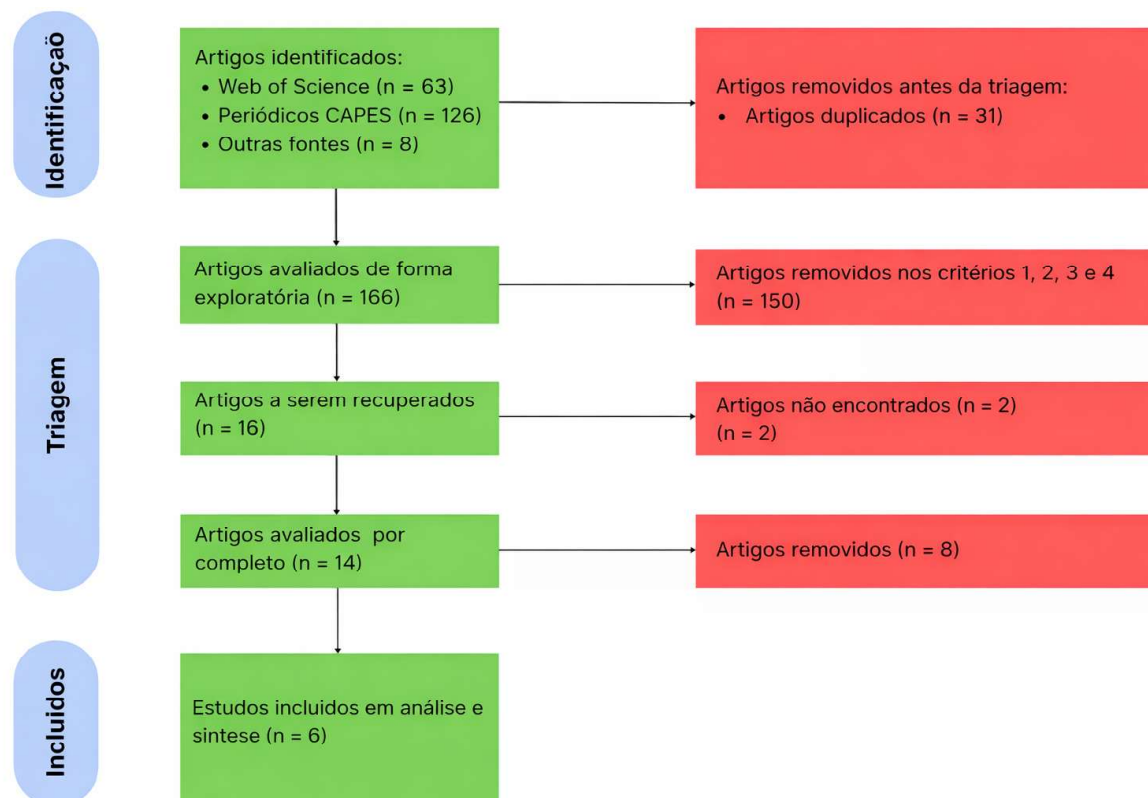 Identificação
Artigos identificados:
• Web of Science (n = 63)
• Periódicos CAPES (n = 126)
• Outras fontes (n = 8)
Artigos removidos antes da triagem:
• Artigos duplicados (n = 31)
Triagem
Artigos avaliados de forma
exploratória (n = 166)
Artigos removidos nos critérios 1, 2, 3 e 4
(n = 150)
Artigos a serem recuperados
(n = 16)
Artigos não encontrados (n = 2)
(n = 2)
Artigos avaliados por
completo (n = 14)
Artigos removidos (n = 8)
Incluidos
Estudos incluidos em análise e
sintese (n = 6)